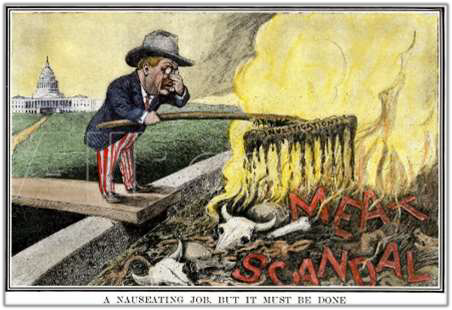 MEAT
SCANDAL
A NAUSEATING JOB, BUT IT MUST BE DONE